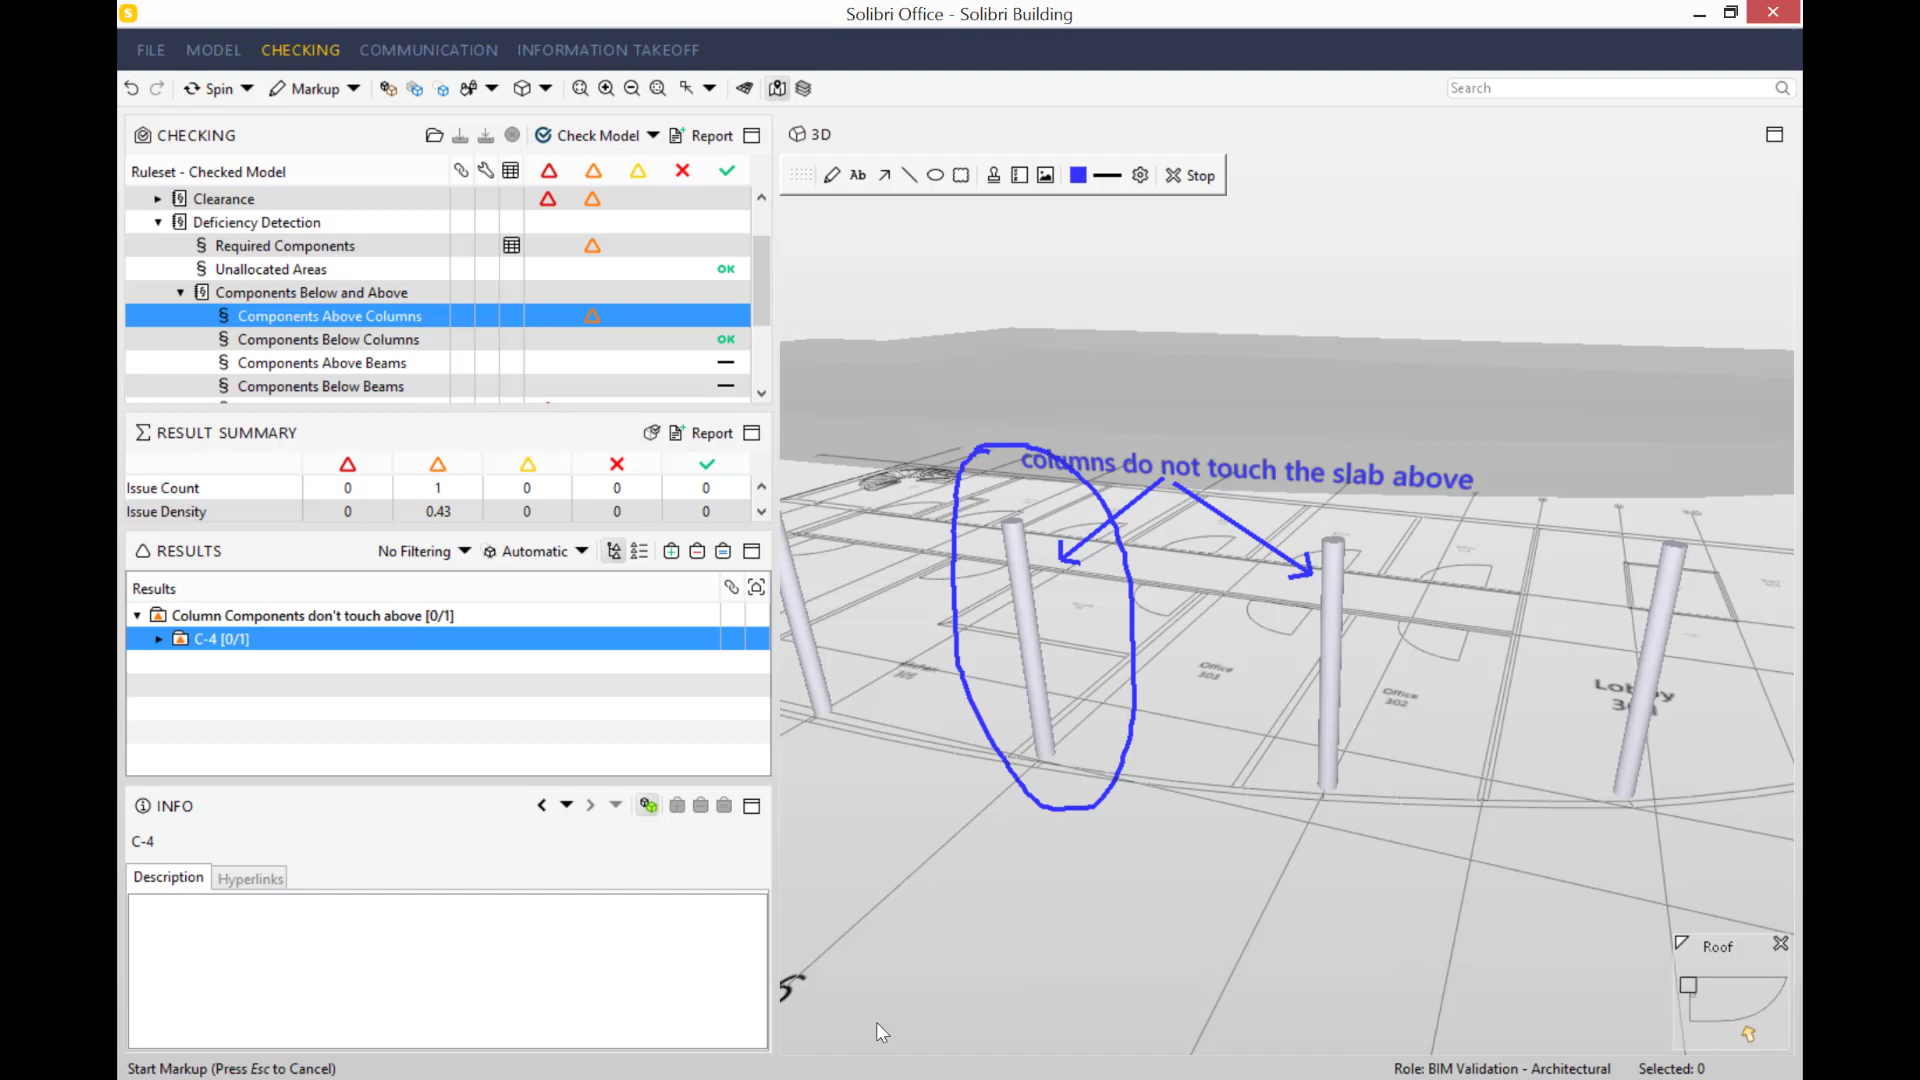 Solibri Office - Solibri Building
FILE MODEL CHECKING COMMUNICATION INFORMATION TAKEOFF
Spin Markup Search
CHECKING Check Model Report
Ruleset - Checked Model
Clearance
Deficiency Detection
§ Required Components
§ Unallocated Areas OK
Components Below and Above
§ Components Above Columns
§ Components Below Columns OK
§ Components Above Beams —
§ Components Below Beams —
RESULT SUMMARY Report
Issue Count 0 1 0 0 0
Issue Density 0 0.43 0 0 0
RESULTS No Filtering Automatic
Results
Column Components don't touch above [0/1]
C-4 [0/1]
INFO
C-4
Description Hyperlinks
3D
Ab Stop
columns do not touch the slab above
Office
303
Office
302
Lobby
Roof
Start Markup (Press Esc to Cancel) Role: BIM Validation - Architectural Selected: 0